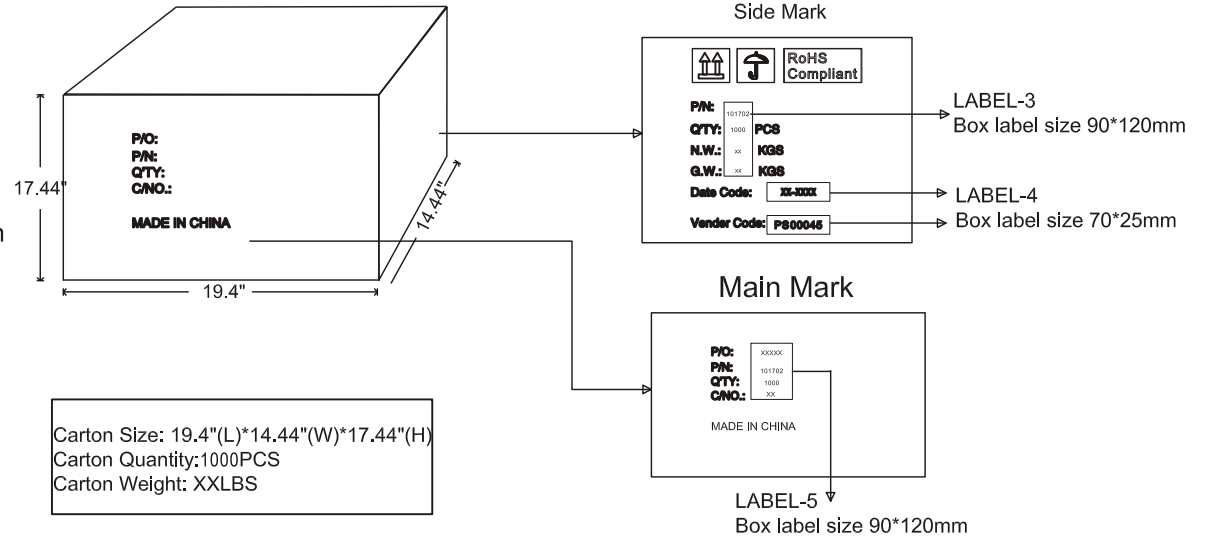 P/O:
P/N:
Q'TY:
C/NO.:
MADE IN CHINA
17.44"
14.44"
19.4"
Carton Size: 19.4"(L)*14.44"(W)*17.44"(H)
Carton Quantity:1000PCS
Carton Weight: XXLBS
Side Mark
RoHS
Compliant
P/N: 101702
Q'TY: 1000 PCS
N.W.: xx KGS
G.W.: xx KGS
Date Code: XX-XXXX
Vender Code: PS00045
LABEL-3
Box label size 90*120mm
LABEL-4
Box label size 70*25mm
Main Mark
P/O: XXXXX
P/N: 101702
Q'TY: 1000
C/NO.: XX
MADE IN CHINA
LABEL-5
Box label size 90*120mm